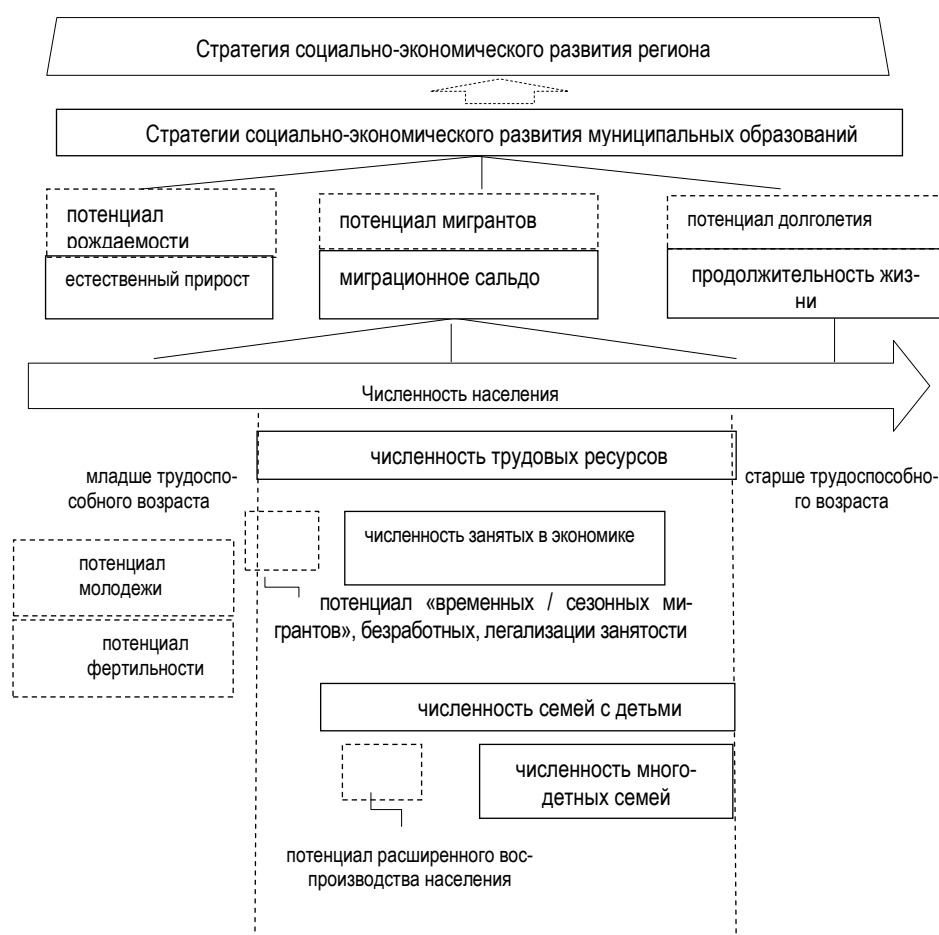 Стратегия социально-экономического развития региона
Стратегии социально-экономического развития муниципальных образований
потенциал
рождаемости
естественный прирост
потенциал мигрантов
миграционное сальдо
потенциал долголетия
продолжительность жиз-
ни
Численность населения
младше трудоспо-
собного возраста
численность трудовых ресурсов
старше трудоспособно-
го возраста
численность занятых в экономике
потенциал
молодежи
потенциал «временных / сезонных ми-
грантов», безработных, легализации занятости
потенциал
фертильности
численность семей с детьми
численность много-
детных семей
потенциал расширенного вос-
производства населения